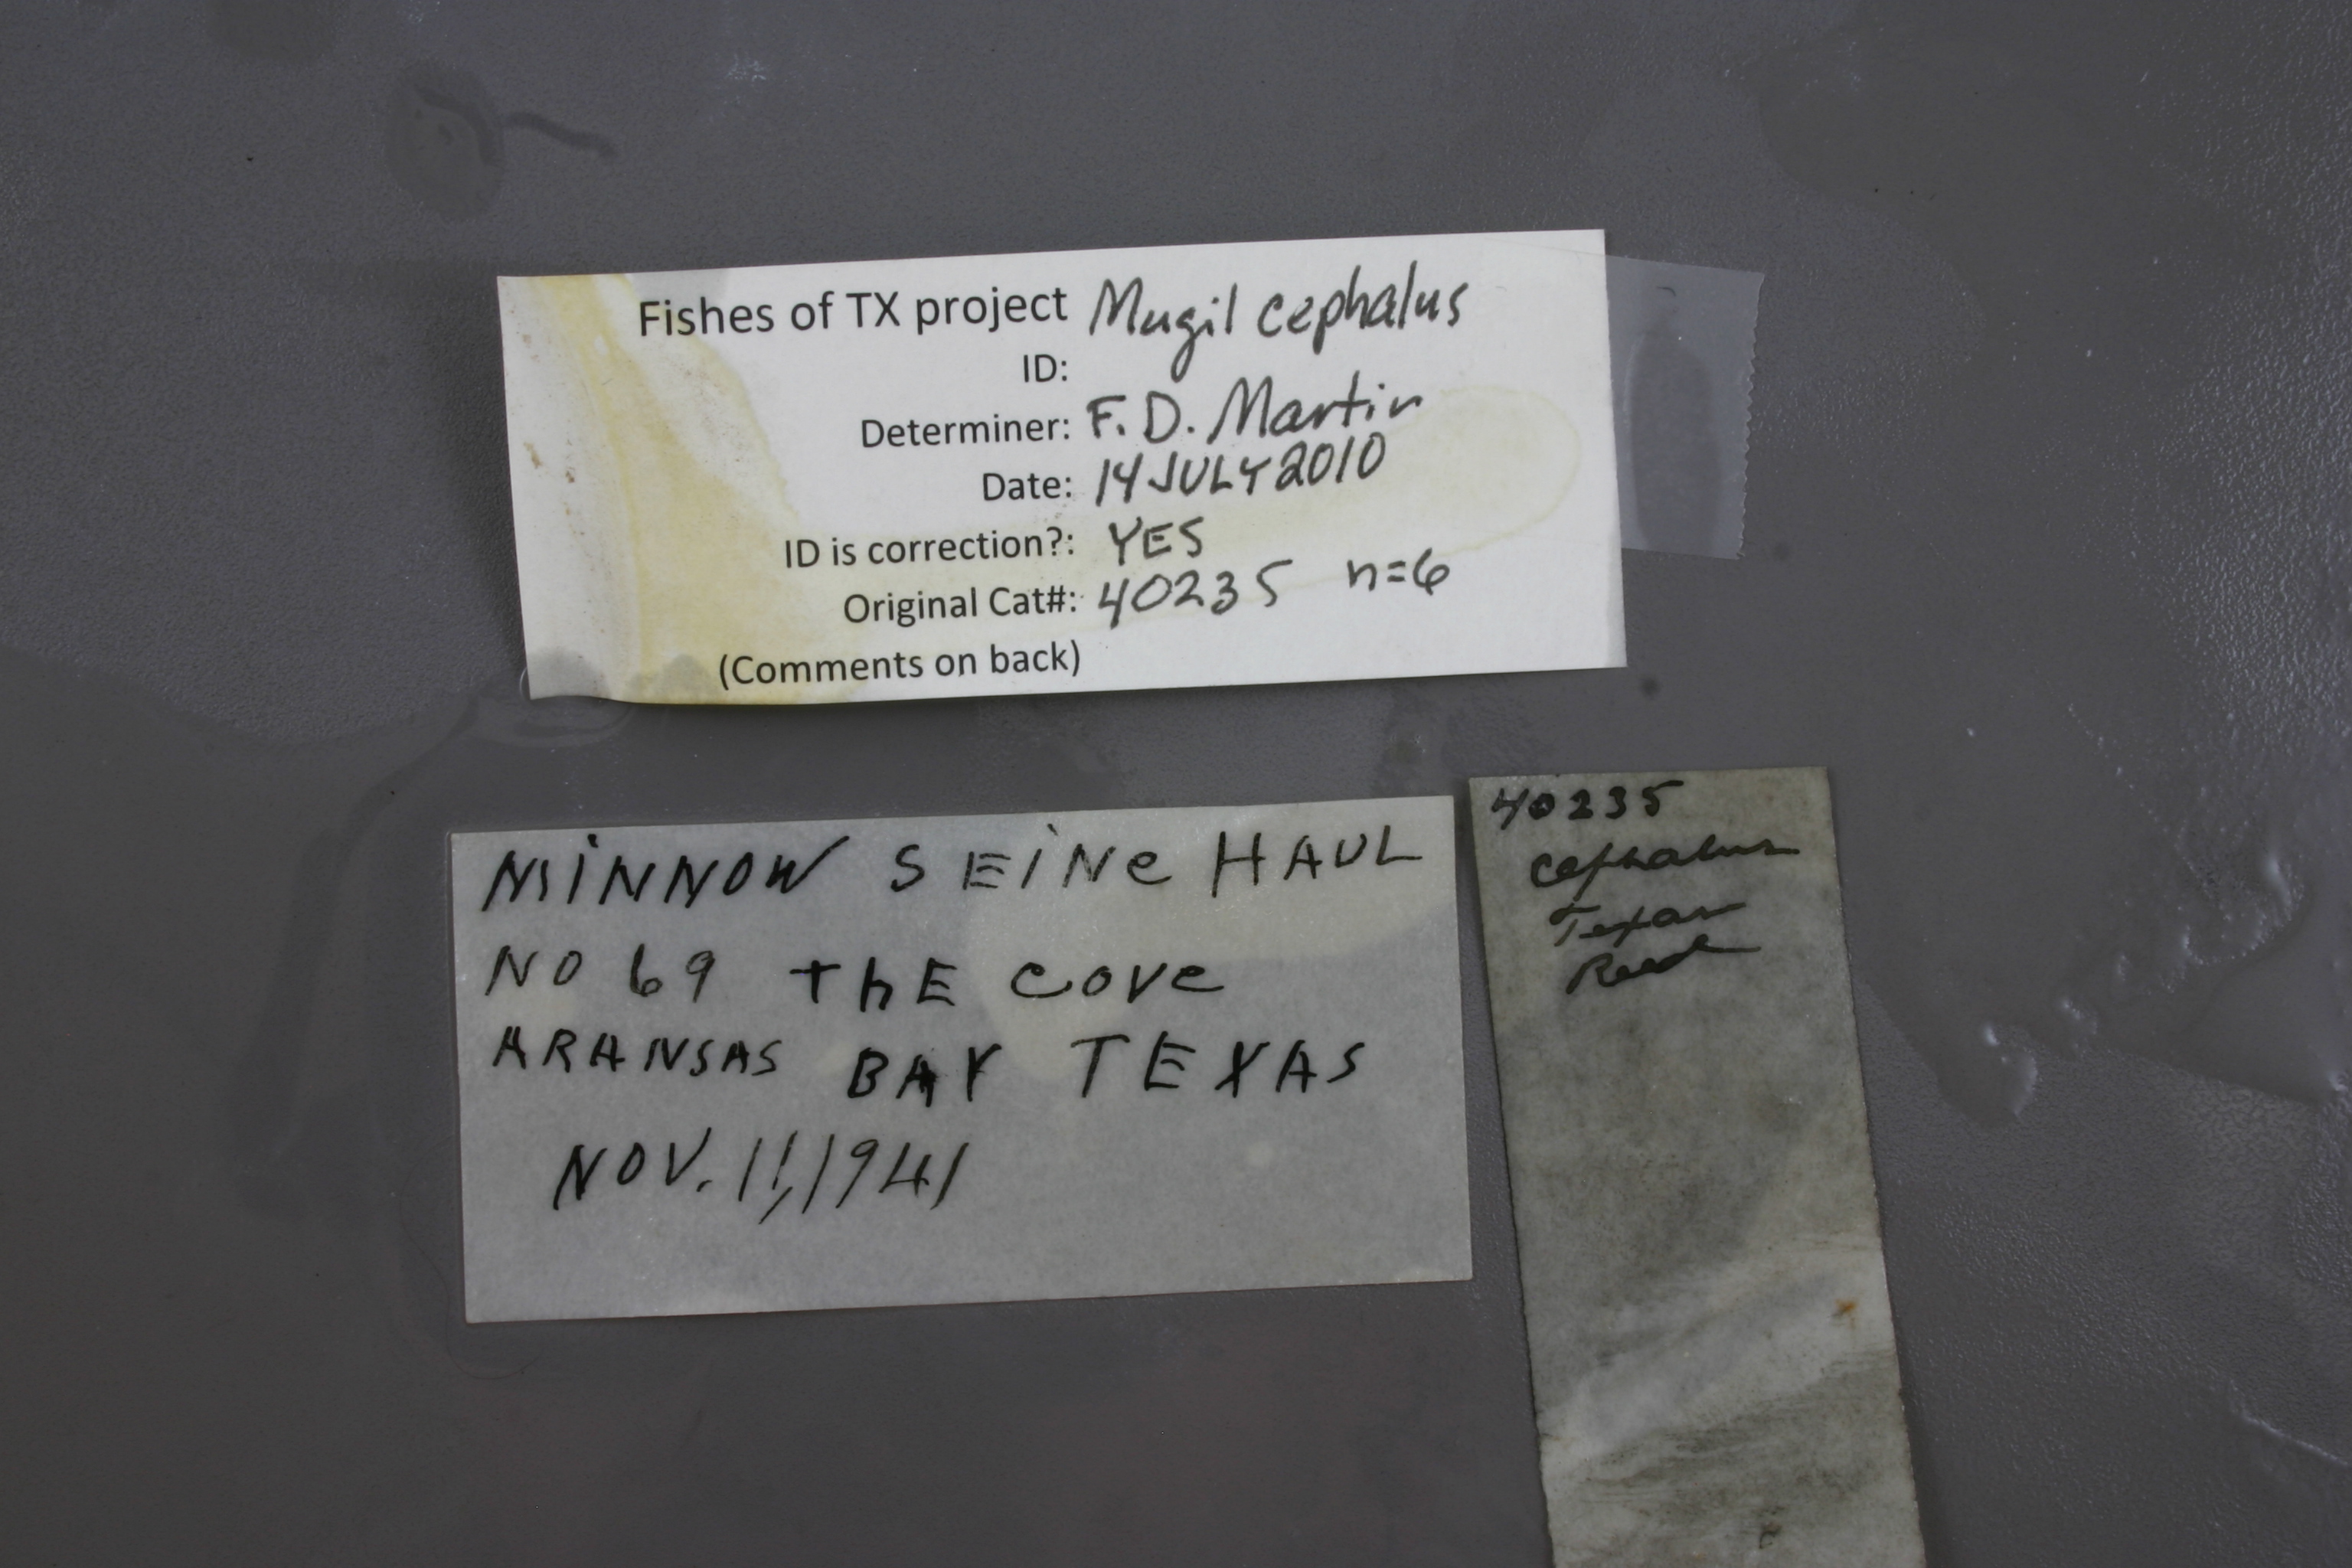 Fishes of TX project Mugil cephalus
ID:
Determiner: F. D. Martin
Date: 14 JULY 2010
ID is correction?: YES
Original Cat#: 40235 n=6
(Comments on back)
MINNOW SEINE HAUL
NO 69 THE COVE
ARANSAS BAY TEXAS
NOV. 11, 1941
40235
Cephalus
Texas